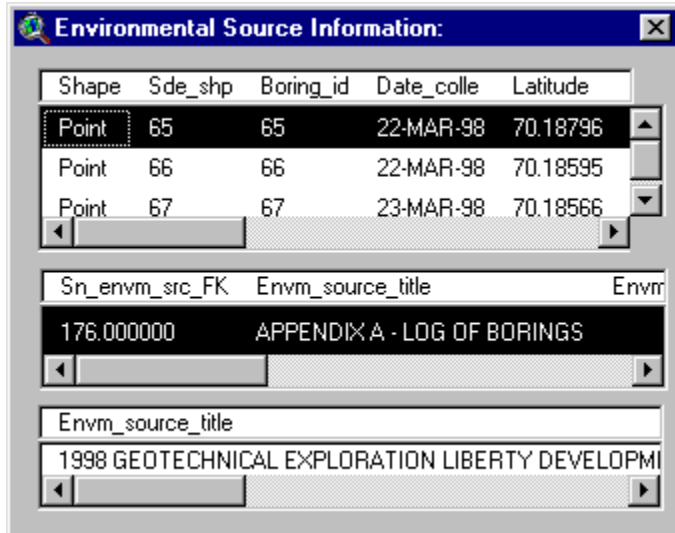 Environmental Source Information:
Shape Sde_shp Boring_id Date_colle Latitude
Point 65 65 22-MAR-98 70.18796
Point 66 66 22-MAR-98 70.18595
Point 67 67 23-MAR-98 70.18566
Sn_envm_src_FK Envm_source_title Envm
176.000000 APPENDIX A - LOG OF BORINGS
Envm_source_title
1998 GEOTECHNICAL EXPLORATION LIBERTY DEVELOPM